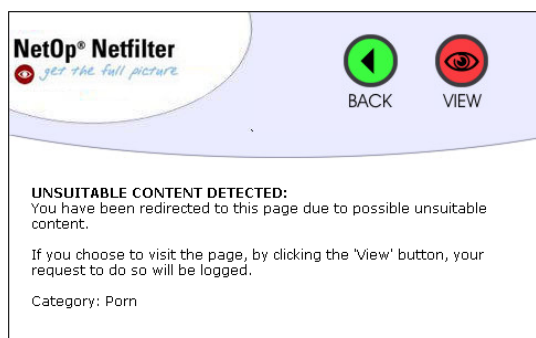 NetOp® Netfilter
get the full picture
BACK
VIEW
UNSUITABLE CONTENT DETECTED:
You have been redirected to this page due to possible unsuitable
content.
If you choose to visit the page, by clicking the 'View' button, your
request to do so will be logged.
Category: Porn